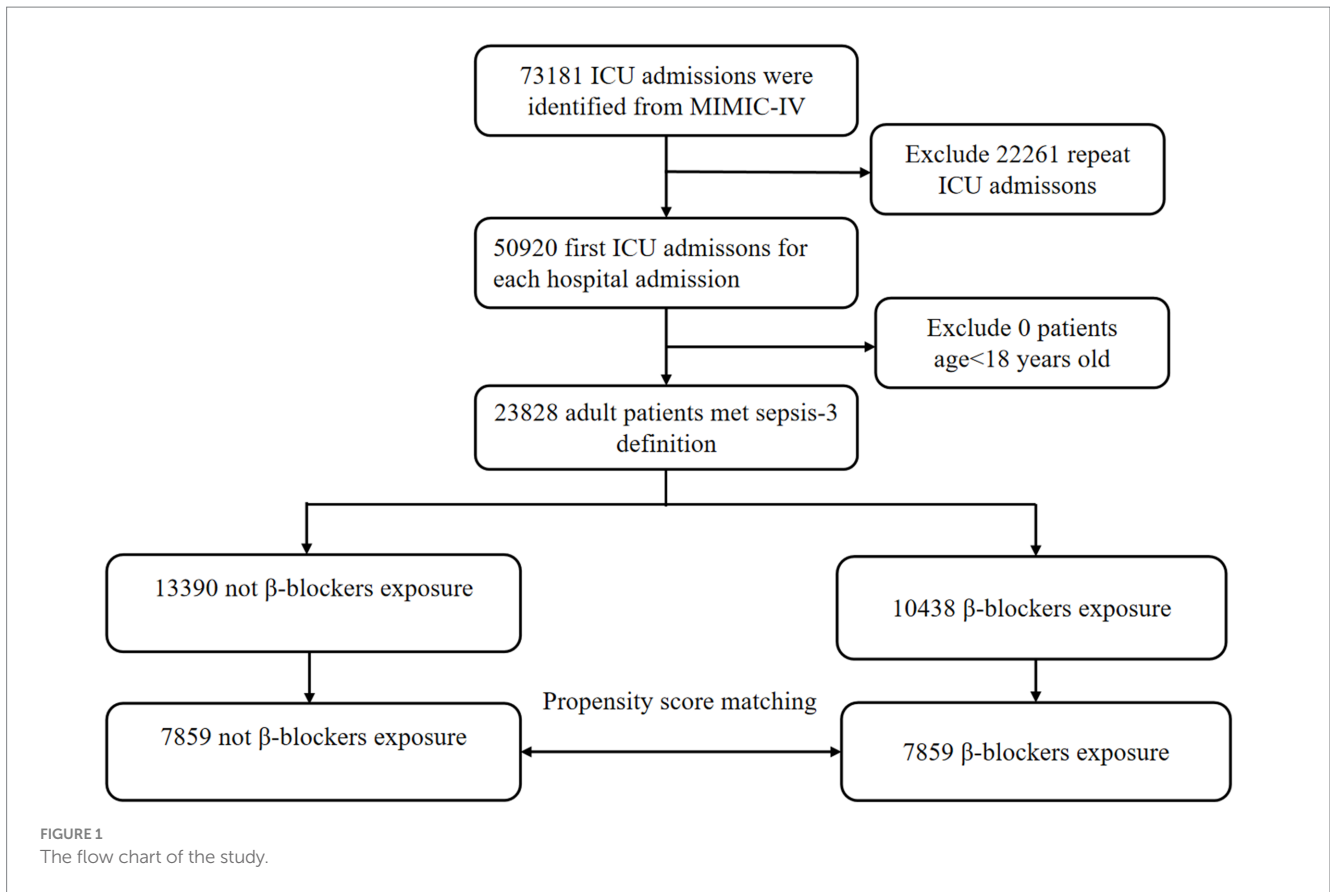 73181 ICU admissions were
identified from MIMIC-IV
Exclude 22261 repeat
ICU admissons
50920 first ICU admissons for
each hospital admission
Exclude 0 patients
age<18 years old
23828 adult patients met sepsis-3
definition
13390 not β-blockers exposure
10438 β-blockers exposure
Propensity score matching
7859 not β-blockers exposure
7859 β-blockers exposure
FIGURE 1
The flow chart of the study.